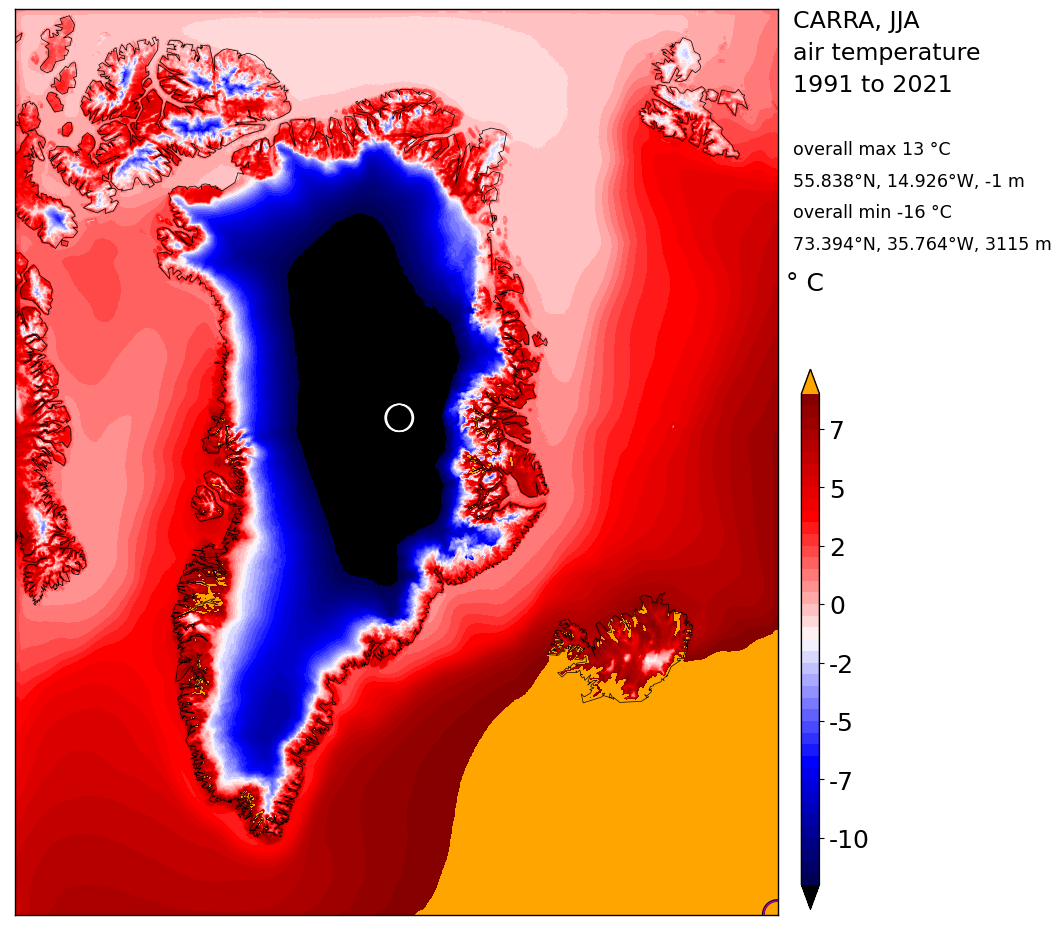 CARRA, JJA
air temperature
1991 to 2021
overall max 13 °C
55.838°N, 14.926°W, -1 m
overall min -16 °C
73.394°N, 35.764°W, 3115 m
° C
7
5
2
0
-2
-5
-7
-10